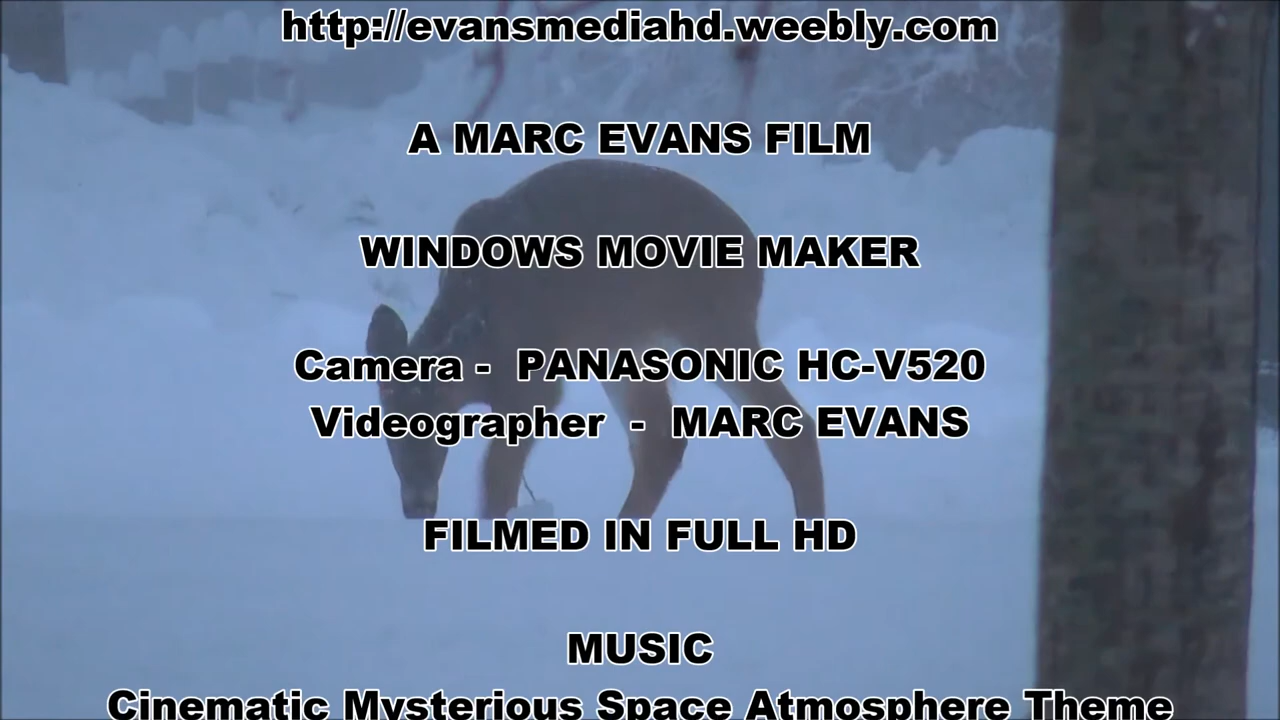 http://evansmediahd.weebly.com
A MARC EVANS FILM
WINDOWS MOVIE MAKER
Camera - PANASONIC HC-V520
Videographer - MARC EVANS
FILMED IN FULL HD
MUSIC
Cinematic Mysterious Space Atmosphere Theme